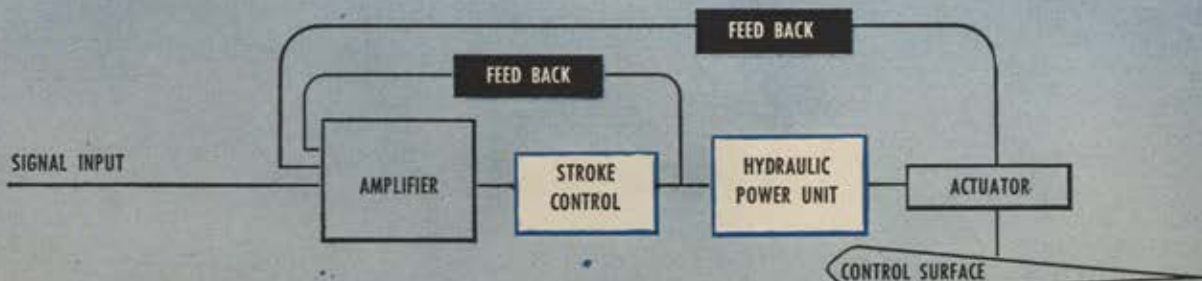 FEED BACK
FEED BACK
SIGNAL INPUT
AMPLIFIER
STROKE
CONTROL
HYDRAULIC
POWER UNIT
ACTUATOR
CONTROL SURFACE